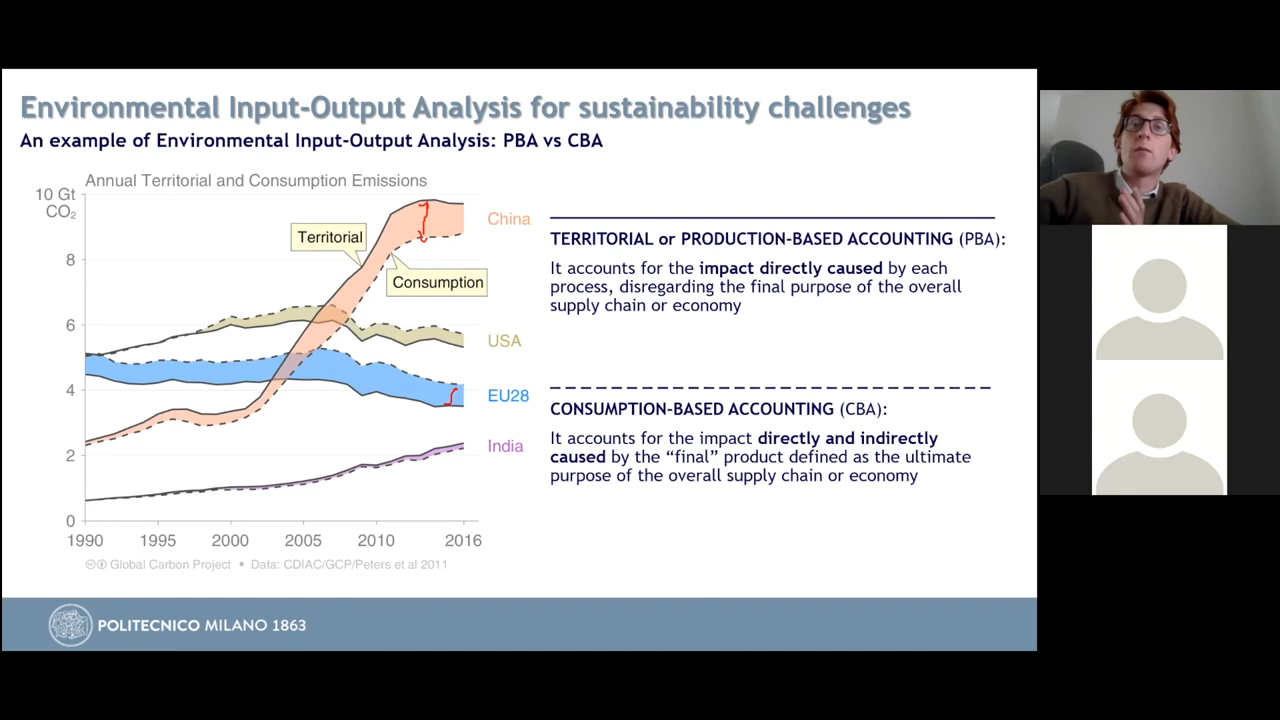 Environmental Input-Output Analysis for sustainability challenges
An example of Environmental Input-Output Analysis: PBA vs CBA
Annual Territorial and Consumption Emissions
10 Gt
CO₂
8
6
4
2
0
1990
1995
2000
2005
2010
2016
Territorial
Consumption
China
USA
EU28
India
Global Carbon Project • Data: CDIAC/GCP/Peters et al 2011
TERRITORIAL or PRODUCTION-BASED ACCOUNTING (PBA):
It accounts for the impact directly caused by each
process, disregarding the final purpose of the overall
supply chain or economy
CONSUMPTION-BASED ACCOUNTING (CBA):
It accounts for the impact directly and indirectly
caused by the “final” product defined as the ultimate
purpose of the overall supply chain or economy
POLITECNICO MILANO 1863